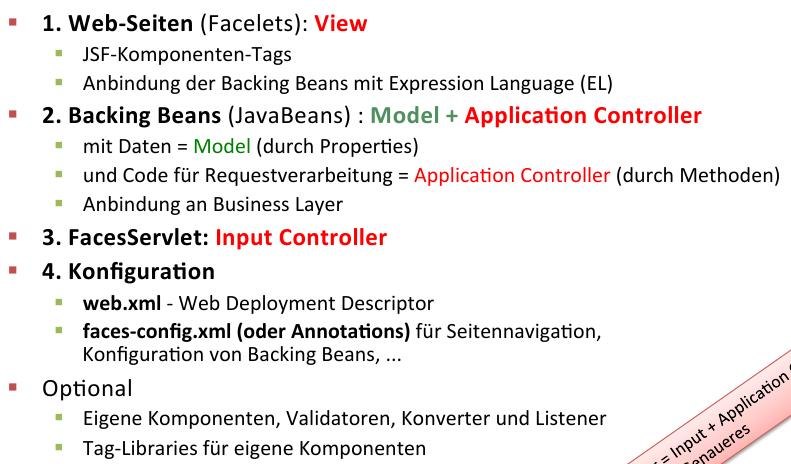 1. Web-Seiten (Facelets): View
JSF-Komponenten-Tags
Anbindung der Backing Beans mit Expression Language (EL)
2. Backing Beans (JavaBeans) : Model + Application Controller
mit Daten = Model (durch Properties)
und Code für Requestverarbeitung = Application Controller (durch Methoden)
Anbindung an Business Layer
3. FacesServlet: Input Controller
4. Konfiguration
web.xml - Web Deployment Descriptor
faces-config.xml (oder Annotations) für Seitennavigation,
Konfiguration von Backing Beans, ...
Optional
Eigene Komponenten, Validatoren, Konverter und Listener
Tag-Libraries für eigene Komponenten
= Input + Application